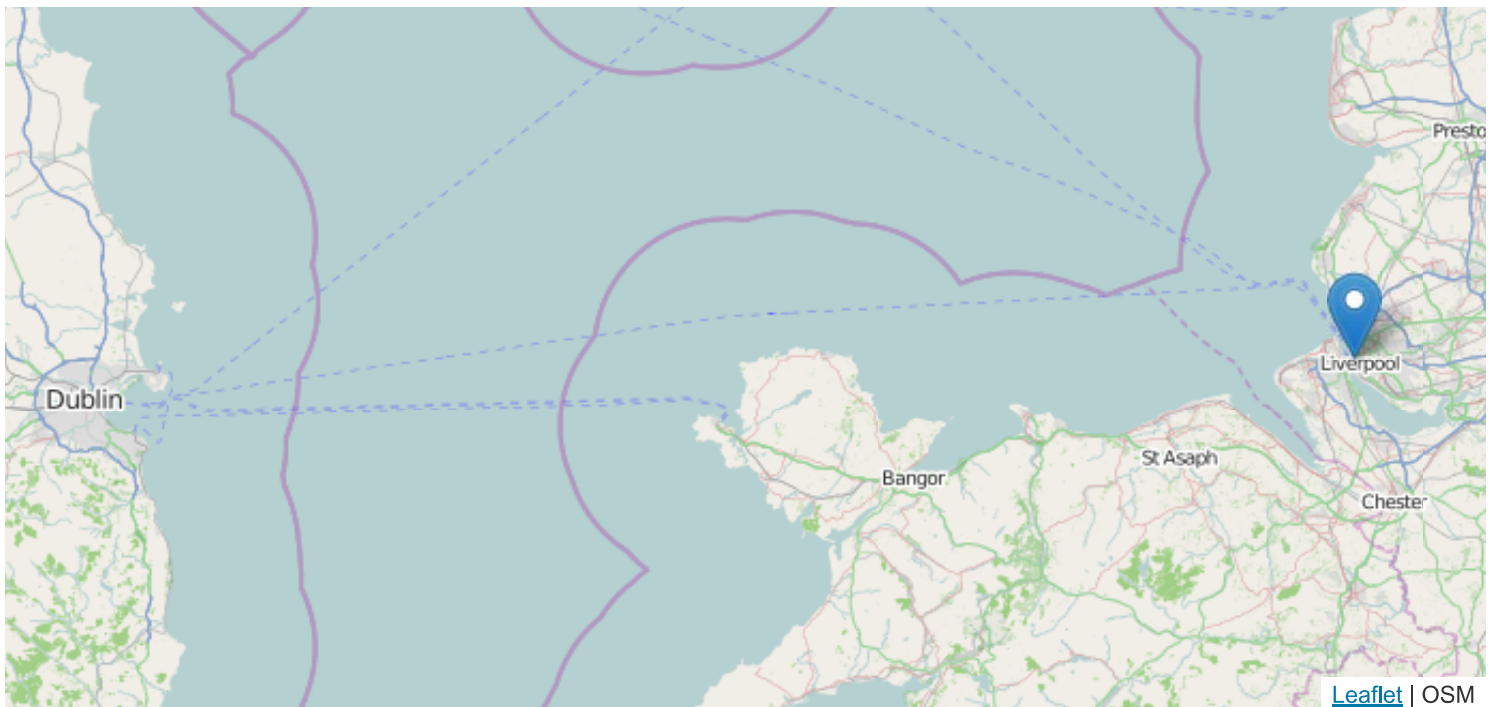 Presto
Liverpool
Dublin
St Asaph
Bangor
Chester
Leaflet | OSM